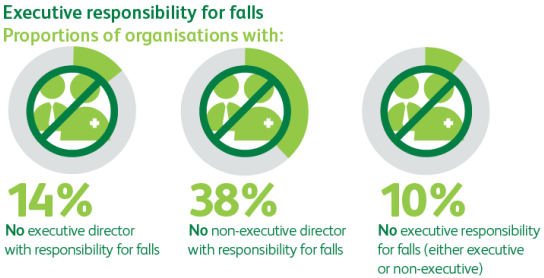 Executive responsibility for falls
Proportions of organisations with:
14%
No executive director
with responsibility for falls
38%
No non-executive director
with responsibility for falls
10%
No executive responsibility
for falls (either executive
or non-executive)